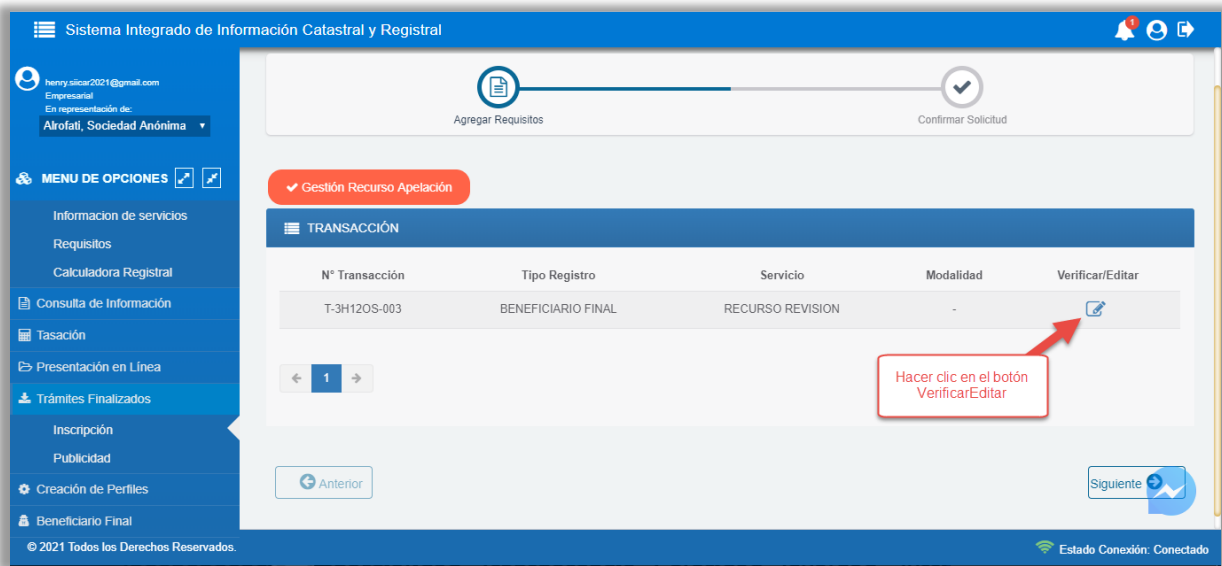 Sistema Integrado de Información Catastral y Registral
1
henry.siicar2021@gmail.com
Empresarial
En representación de:
Alrofati, Sociedad Anónima
MENU DE OPCIONES
Informacion de servicios
Requisitos
Calculadora Registral
Consulta de Información
Tasación
Presentación en Línea
Trámites Finalizados
Inscripción
Publicidad
Creación de Perfiles
Beneficiario Final
Agregar Requisitos
Confirmar Solicitud
Gestión Recurso Apelación
TRANSACCIÓN
N° Transacción Tipo Registro Servicio Modalidad Verificar/Editar
T-3H12OS-003 BENEFICIARIO FINAL RECURSO REVISION -
Hacer clic en el botón
VerificarEditar
1
Anterior
Siguiente
© 2021 Todos los Derechos Reservados.
Estado Conexión: Conectado